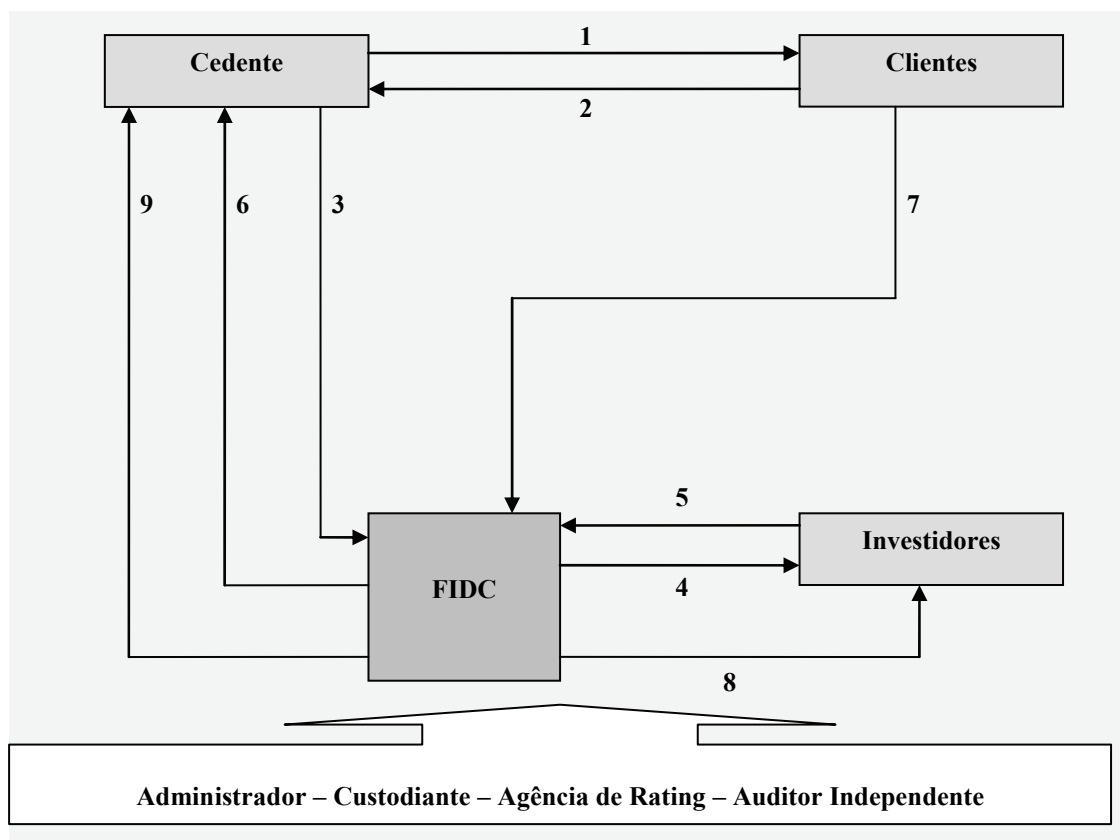 1
Cedente
Clientes
2
9
6
3
7
5
Investidores
FIDC
4
8
Administrador – Custodiante – Agência de Rating – Auditor Independente